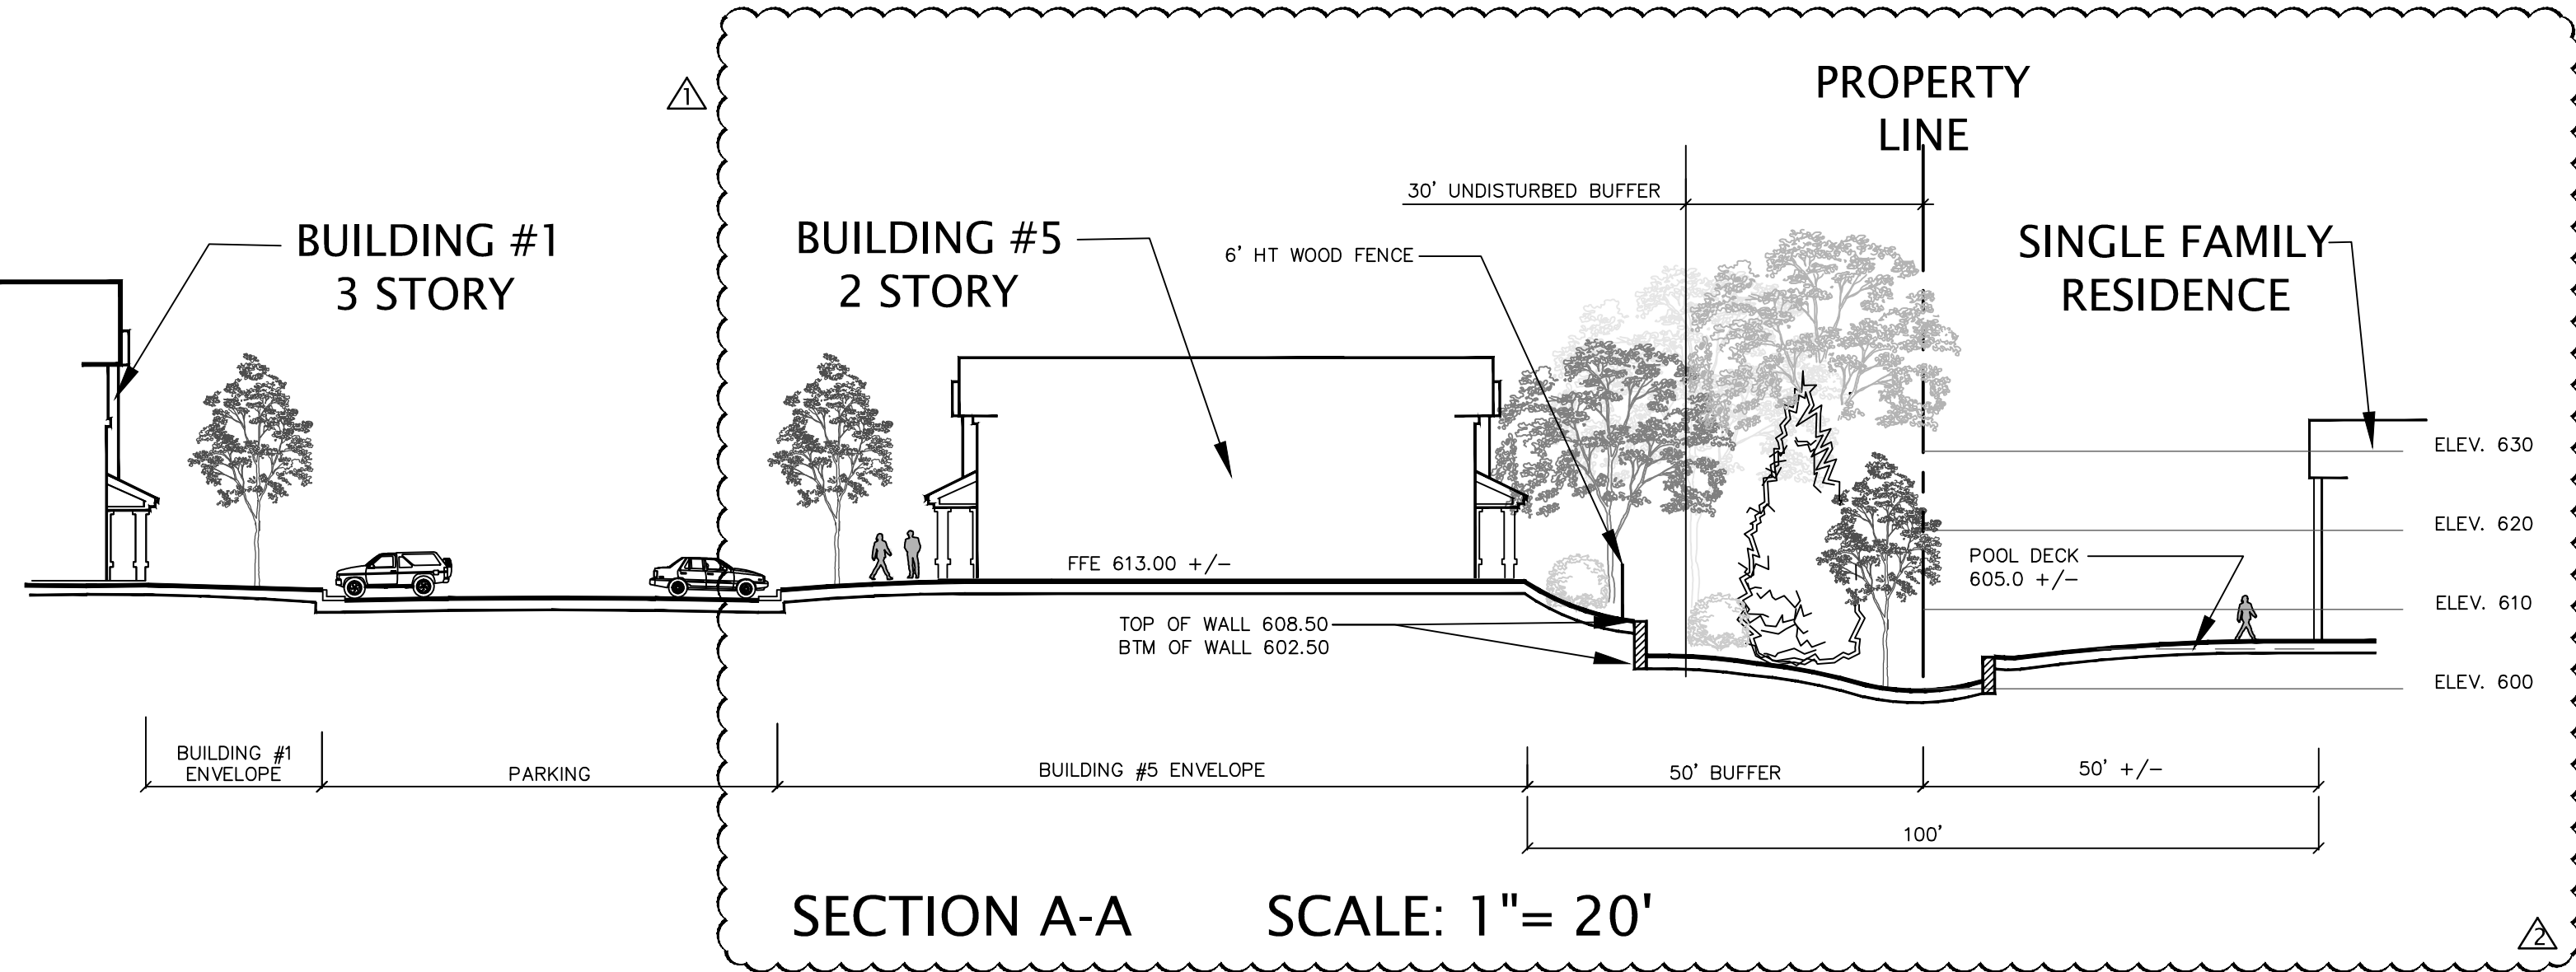 1
PROPERTY
LINE
30' UNDISTURBED BUFFER
BUILDING #1
3 STORY
BUILDING #5
2 STORY
6' HT WOOD FENCE
SINGLE FAMILY
RESIDENCE
ELEV. 630
ELEV. 620
POOL DECK
605.0 +/-
FFE 613.00 +/-
ELEV. 610
TOP OF WALL 608.50
BTM OF WALL 602.50
ELEV. 600
BUILDING #1
ENVELOPE
PARKING
BUILDING #5 ENVELOPE
50' BUFFER
50' +/-
100'
SECTION A-A
SCALE: 1"= 20'
2